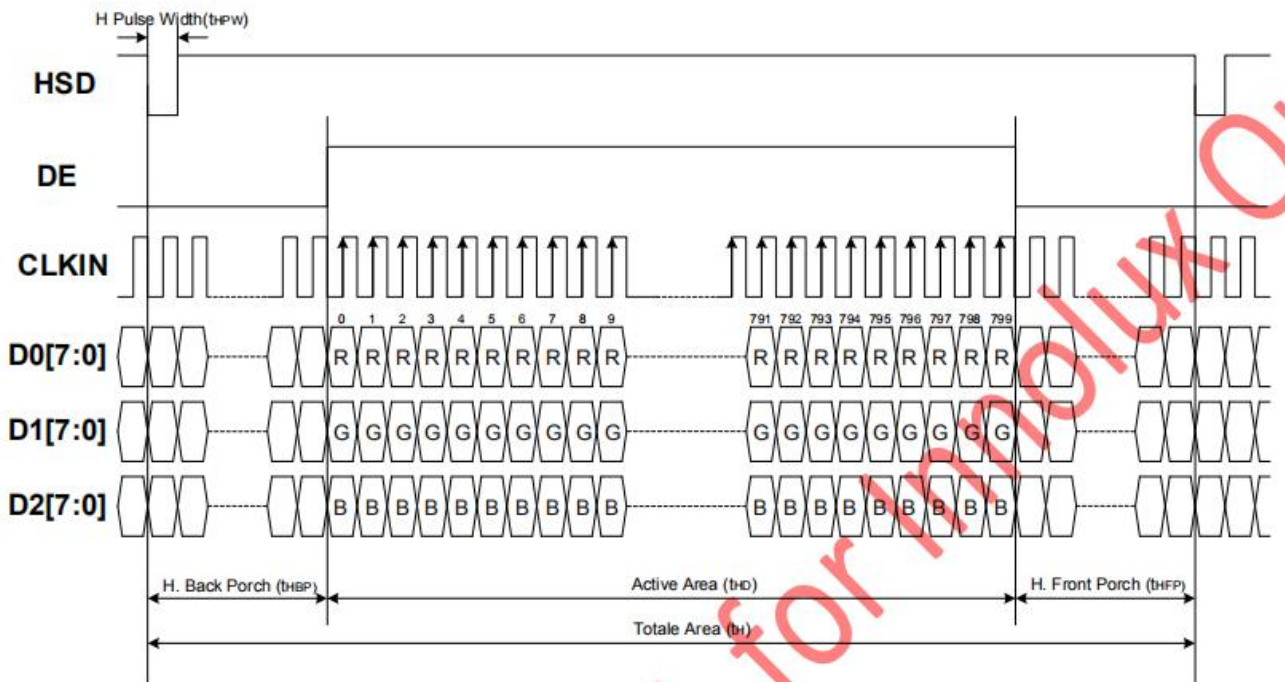 H Pulse Width(tHPW)
HSD
DE
CLKIN
0 1 2 3 4 5 6 7 8 9 791 792 793 794 795 796 797 798 799
D0[7:0] R R R R R R R R R R R R R R R R R R R
D1[7:0] G G G G G G G G G G G G G G G G G G G
D2[7:0] B B B B B B B B B B B B B B B B B B B
H. Back Porch (tHBP) Active Area (tHD) H. Front Porch (tHFP)
Totale Area (tH)
for Innolux